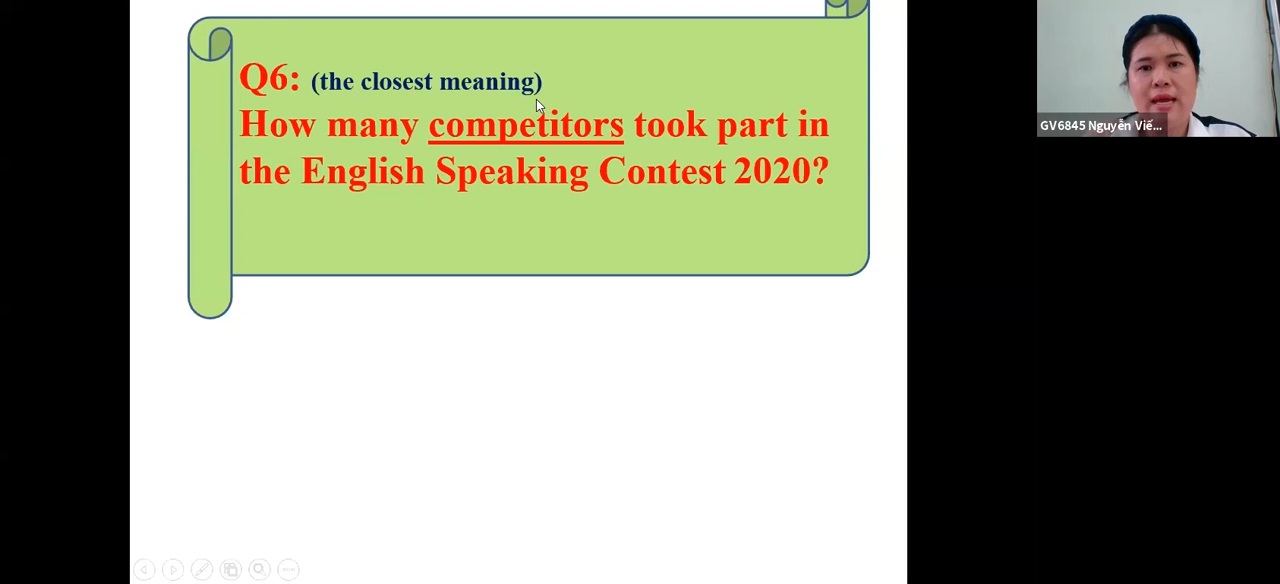 Q6: (the closest meaning)
How many competitors took part in
the English Speaking Contest 2020?
GV6845 Nguyễn Viế...